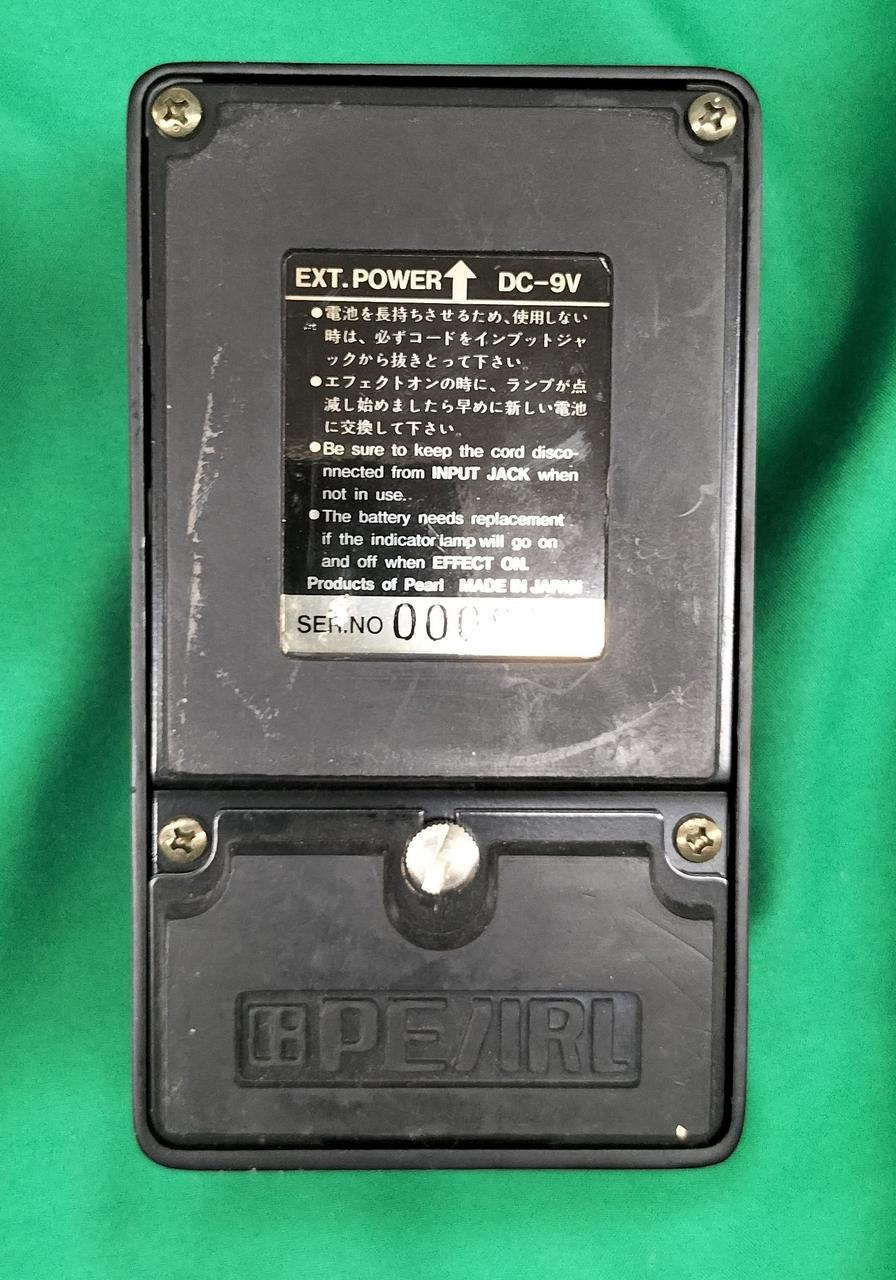 EXT.POWER DC-9V
●電池を長持ちさせるため、使用しない
時は、必ずコードをインプットジャ
ックから抜きとって下さい。
●エフェクトオンの時に、ランプが点
滅し始めましたら早めに新しい電池
に交換して下さい。
●Be sure to keep the cord disco-
nnected from INPUT JACK when
not in use.
●The battery needs replacement
if the indicator lamp will go on
and off when EFFECT ON.
Products of Pearl MADE IN JAPAN
SER.NO
PEARL